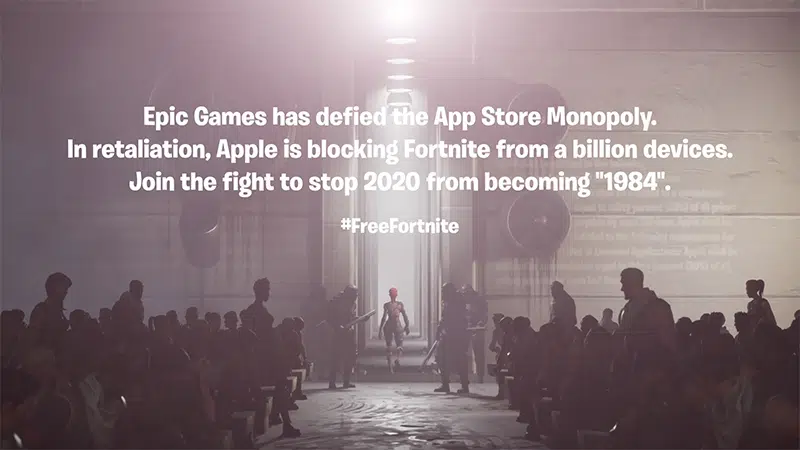 Epic Games has defied the App Store Monopoly.
In retaliation, Apple is blocking Fortnite from a billion devices.
Join the fight to stop 2020 from becoming "1984".
#FreeFortnite